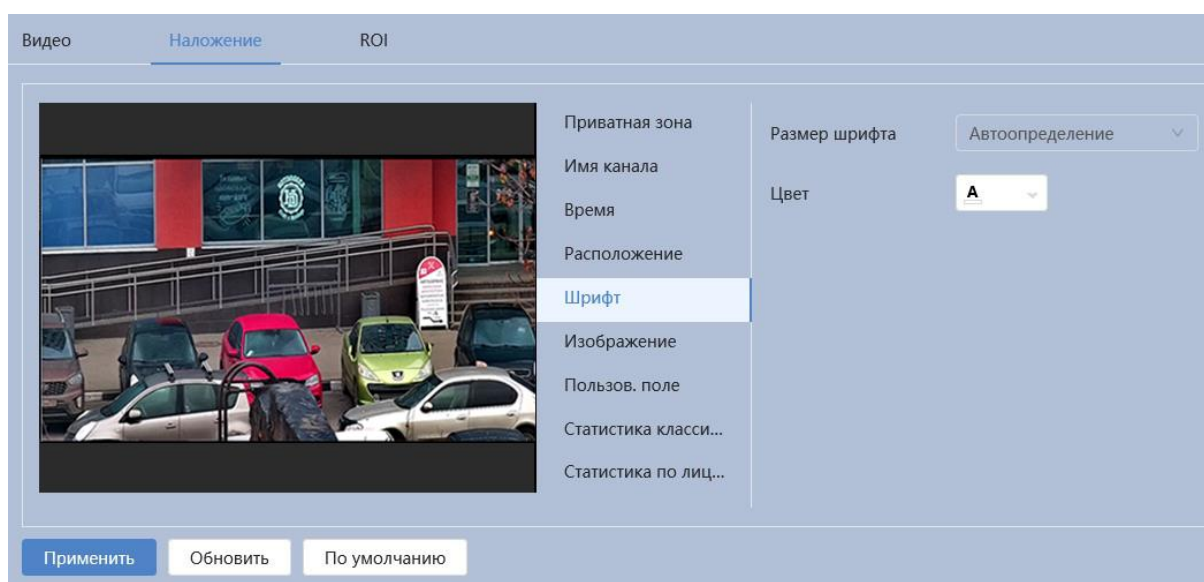 Видео Наложение ROI
Приватная зона
Имя канала
Время
Расположение
Шрифт
Изображение
Пользов. поле
Статистика класси...
Статистика по лиц...
Размер шрифта Автоопределение
Цвет A
Применить Обновить По умолчанию